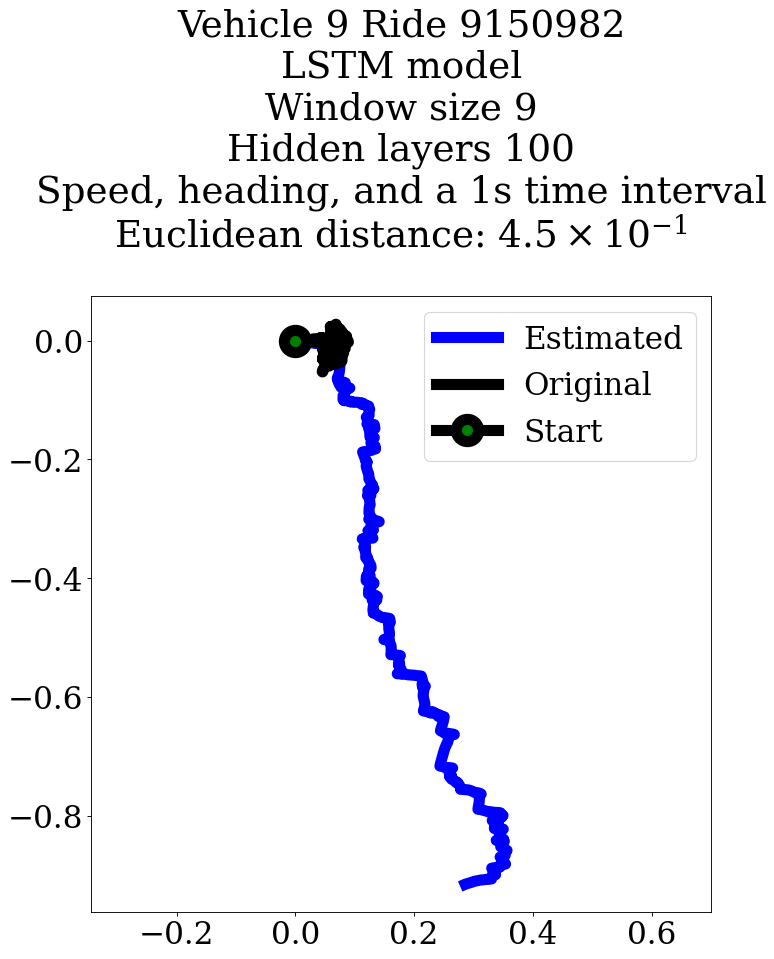 Vehicle 9 Ride 9150982
LSTM model
Window size 9
Hidden layers 100
Speed, heading, and a 1s time interval
Euclidean distance: 4.5 × 10⁻¹
Estimated
Original
Start
0.0
−0.2
−0.4
−0.6
−0.8
−0.2 0.0 0.2 0.4 0.6